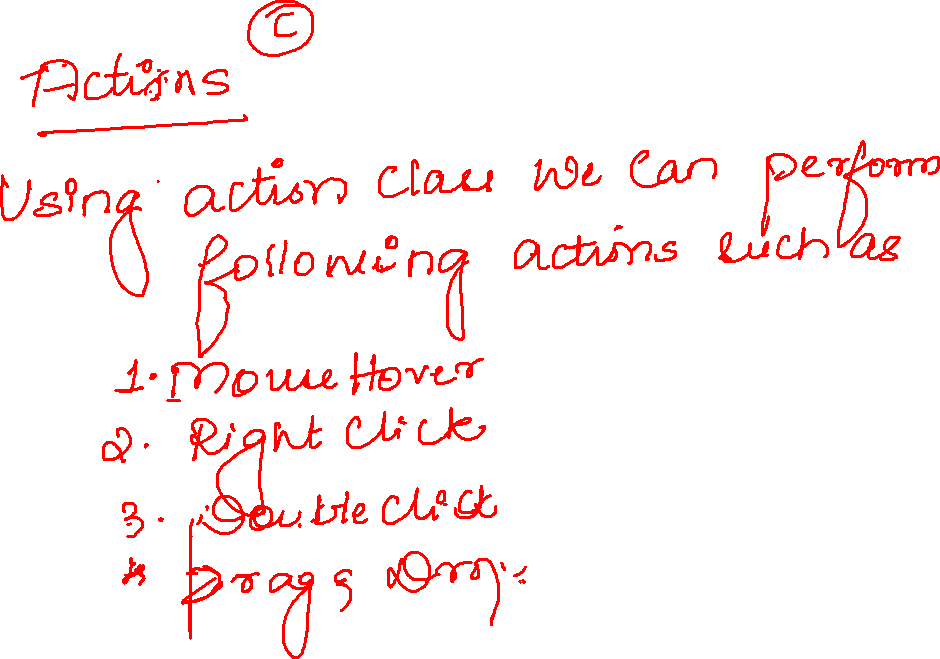 C
Actions
Using action class we can perform
following actions such as
1. Mouse Hover
2. Right Click
3. Double click
* Drag & Drop